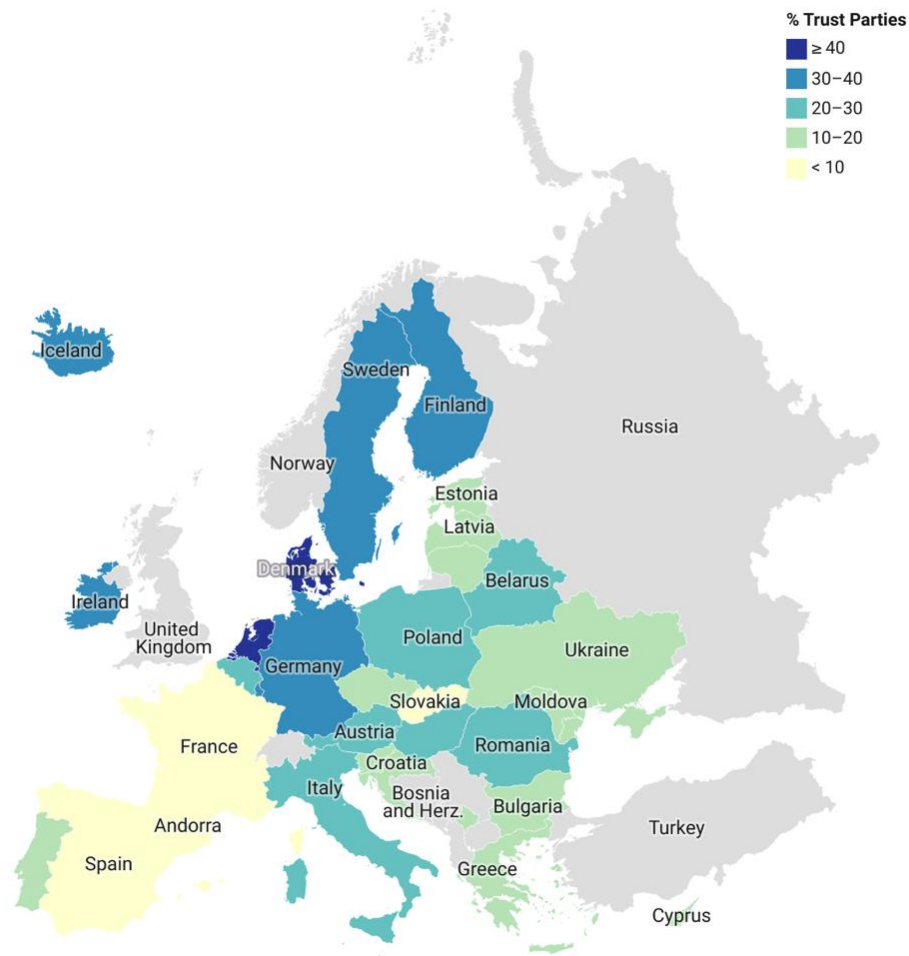 % Trust Parties
≥ 40
30–40
20–30
10–20
< 10
Iceland
Sweden
Finland
Russia
Norway
Estonia
Latvia
Denmark
Belarus
Ireland
United
Kingdom
Poland
Ukraine
Germany
Slovakia
Moldova
Austria
France
Romania
Croatia
Italy
Bosnia
and Herz.
Bulgaria
Andorra
Turkey
Spain
Greece
Cyprus